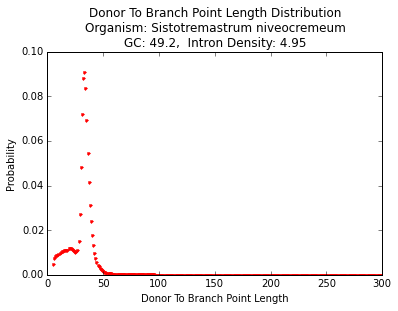 Donor To Branch Point Length Distribution
Organism: Sistotremastrum niveocremeum
GC: 49.2,  Intron Density: 4.95
0.10
0.08
0.06
0.04
0.02
0.00
Probability
0 50 100 150 200 250 300
Donor To Branch Point Length